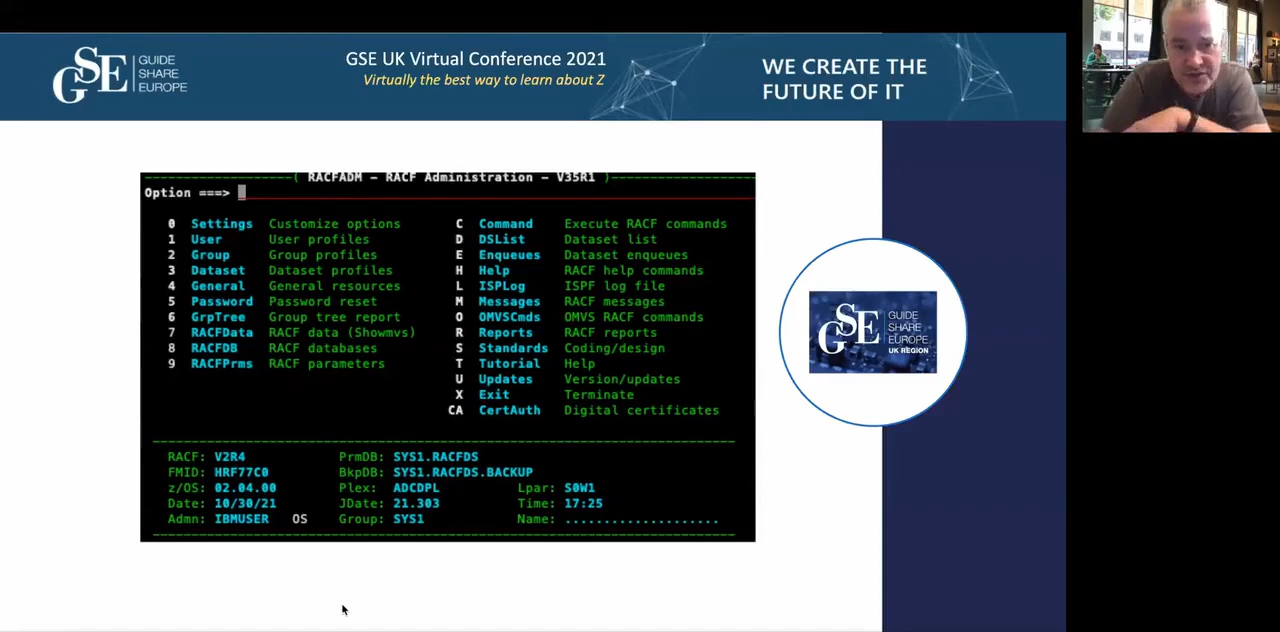 GSE GUIDE
SHARE
EUROPE
GSE UK Virtual Conference 2021
Virtually the best way to learn about Z
WE CREATE THE
FUTURE OF IT
--------------------( RACFADM - RACF Administration - V35R1 )--------------------
Option ===>
0 Settings Customize options C Command Execute RACF commands
1 User User profiles D DSList Dataset list
2 Group Group profiles E Enqueues Dataset enqueues
3 Dataset Dataset profiles H Help RACF help commands
4 General General resources L ISPLog ISPF log file
5 Password Password reset M Messages RACF messages
6 GrpTree Group tree report O OMVSCmds OMVS RACF commands
7 RACFData RACF data (Showmvs) R Reports RACF reports
8 RACFDB RACF databases S Standards Coding/design
9 RACFPrms RACF parameters T Tutorial Help
U Updates Version/updates
X Exit Terminate
CA CertAuth Digital certificates
RACF: V2R4 PrmDB: SYS1.RACFDS
FMID: HRF77C0 BkpDB: SYS1.RACFDS.BACKUP
z/OS: 02.04.00 Plex: ADCDPL Lpar: S0W1
Date: 10/30/21 JDate: 21.303 Time: 17:25
Admn: IBMUSER OS Group: SYS1 Name: ....................
GSE GUIDE
SHARE
EUROPE
UK REGION